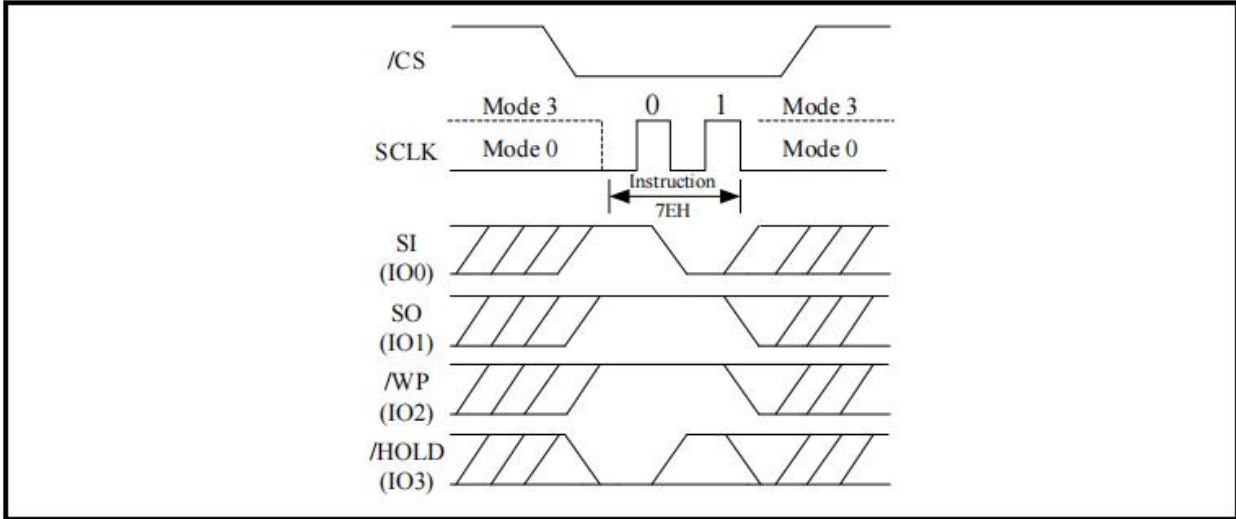 /CS
Mode 3 0 1 Mode 3
SCLK Mode 0 Mode 0
Instruction
7EH
SI
(IO0)
SO
(IO1)
/WP
(IO2)
/HOLD
(IO3)